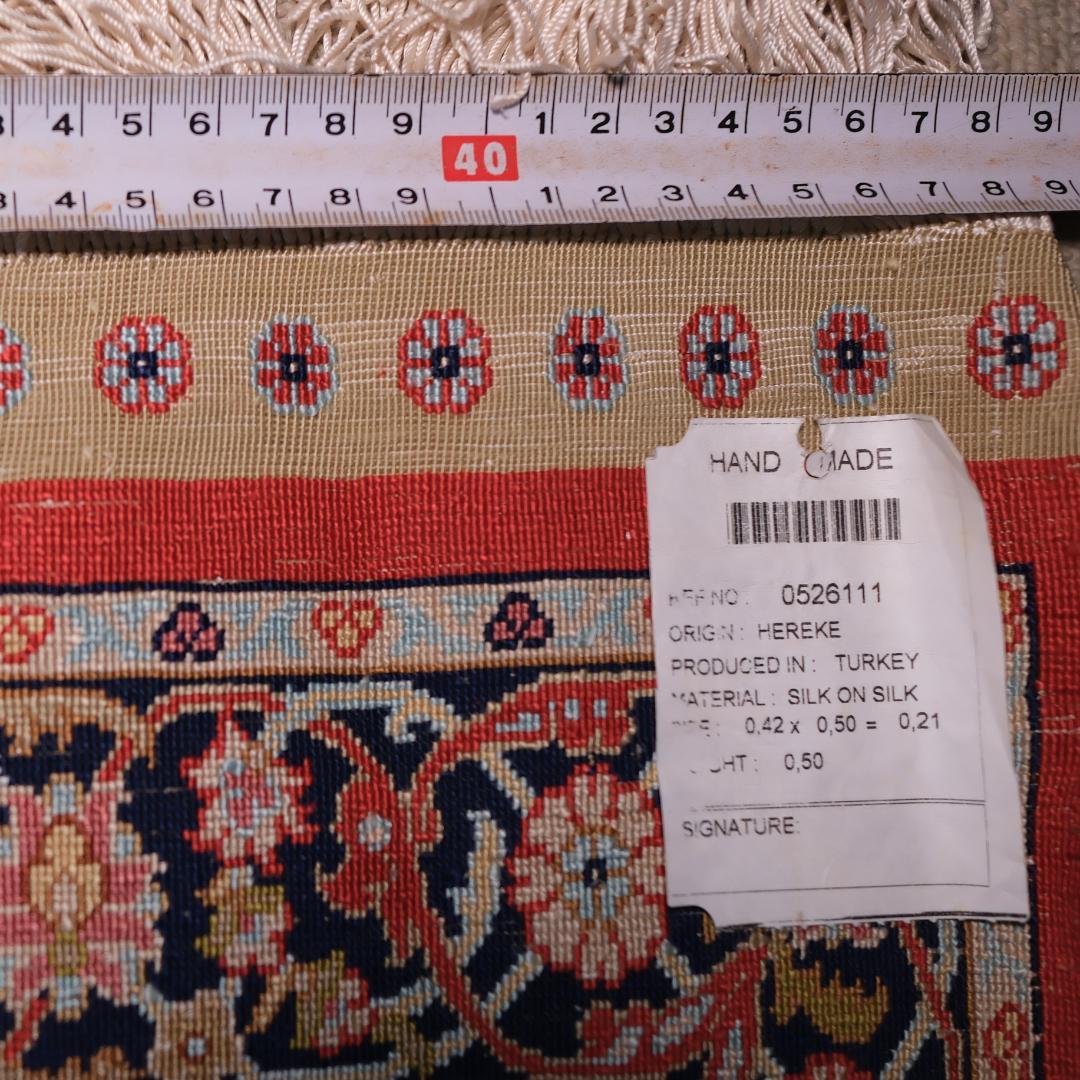 3 4 5 6 7 8 9 1 2 3 4 5 6 7 8 9
40
3 4 5 6 7 8 9 1 2 3 4 5 6 7 8 9
HAND MADE
REF NO : 0526111
ORIGIN : HEREKE
PRODUCED IN : TURKEY
MATERIAL : SILK ON SILK
0,42 x 0,50 = 0,21
0,50
SIGNATURE: